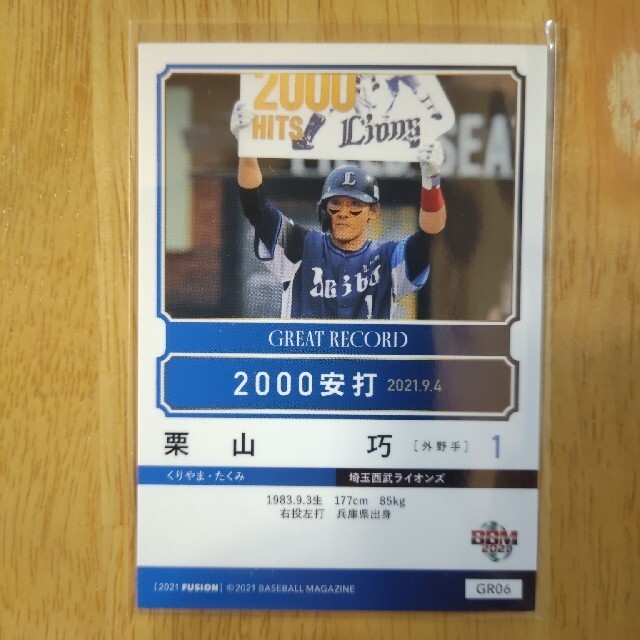 2000
HITS
Lions
SEA
L
Lions
1
GREAT RECORD
2000安打 2021.9.4
栗山 巧 [外野手] 1
くりやま・たくみ 埼玉西武ライオンズ
1983.9.3生 177cm 85kg
右投左打 兵庫県出身
BBM
2021
[2021 FUSION] ©2021 BASEBALL MAGAZINE
GR06